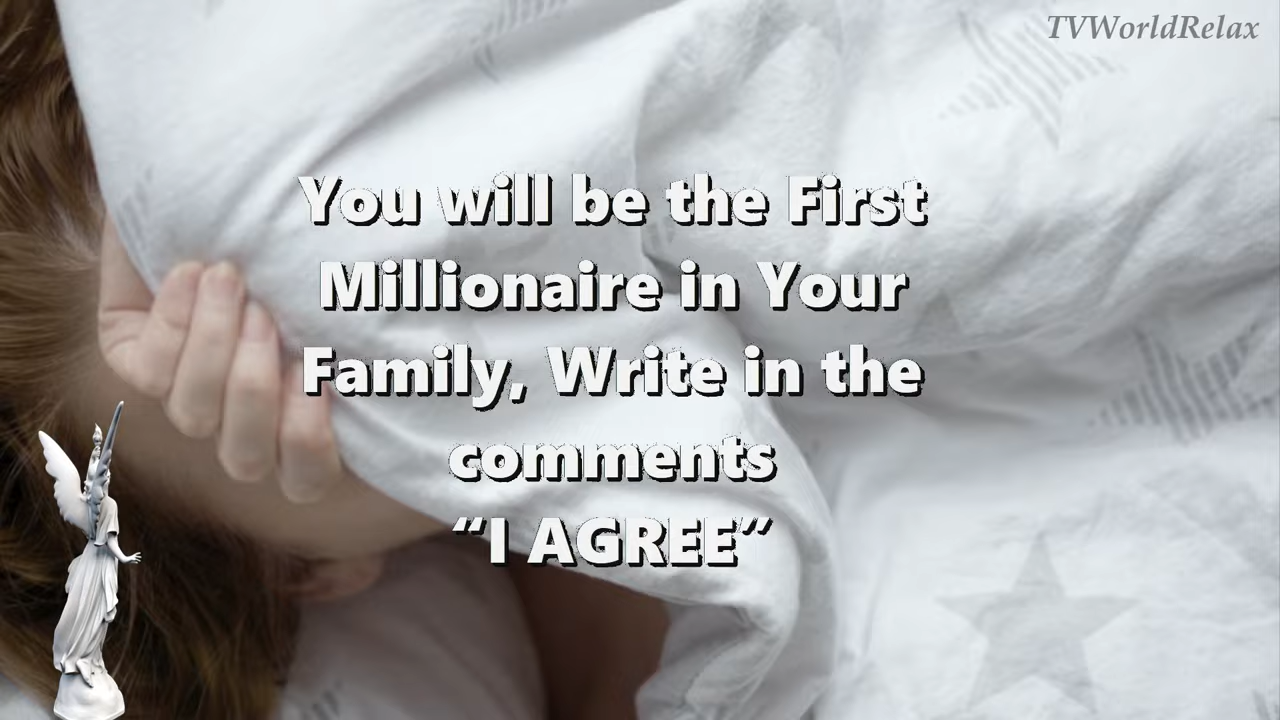 TVWorldRelax
You will be the First
Millionaire in Your
Family, Write in the
comments
“I AGREE”